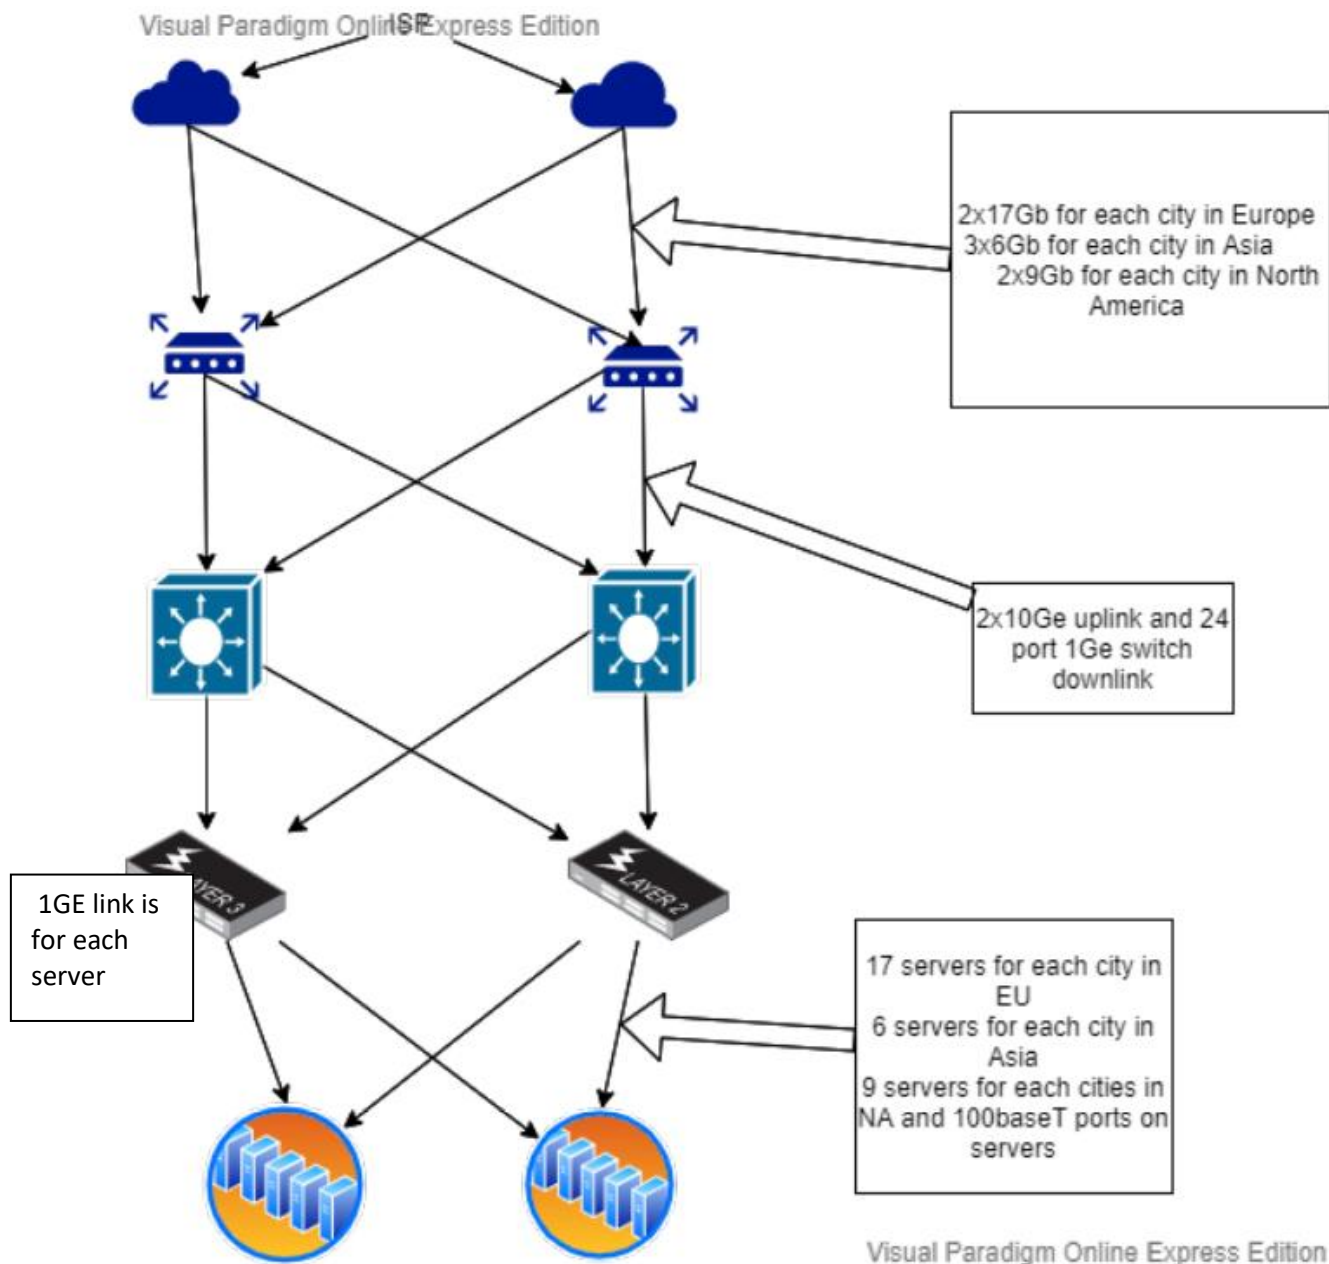 Visual Paradigm Online Express Edition
ISP
2x17Gb for each city in Europe
3x6Gb for each city in Asia
2x9Gb for each city in North
America
2x10Ge uplink and 24
port 1Ge switch
downlink
LAYER 2
AYER 3
1GE link is
for each
server
17 servers for each city in
EU
6 servers for each city in
Asia
9 servers for each cities in
NA and 100baseT ports on
servers
Visual Paradigm Online Express Edition